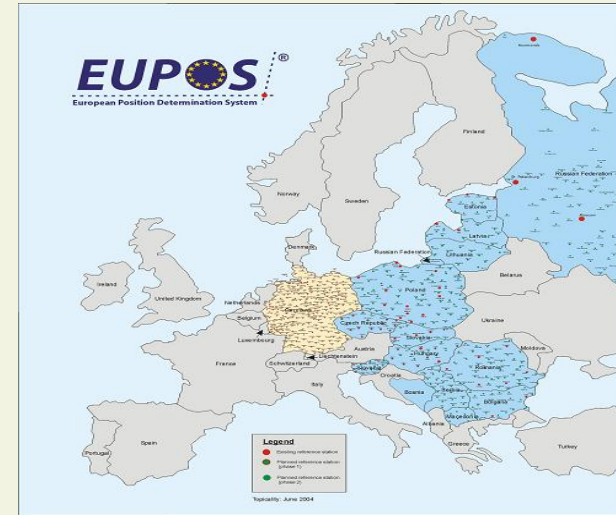 EUPOS®
European Position Determination System
Finland
Russian Federation
Norway
Sweden
Estonia
Latvia
Denmark
Russian Federation
Lithuania
Belarus
Ireland
United Kingdom
Netherlands
Poland
Belgium
Germany
Ukraine
Luxembourg
Czech Republic
Slovakia
Liechtenstein
Austria
Moldova
France
Hungary
Romania
Croatia
Italy
Bosnia
Bulgaria
Macedonia
Albania
Portugal
Spain
Greece
Turkey
Legend
Existing reference station
Planned reference station
(phase 1)
Planned reference station
(phase 2)
Topicality: June 2004